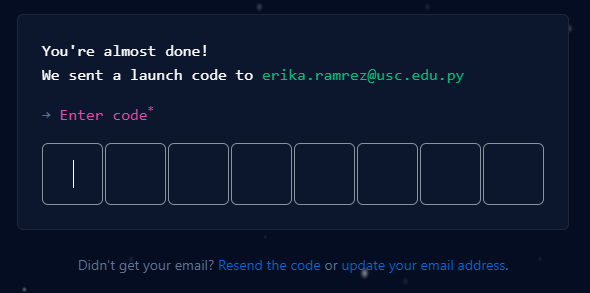 You're almost done!
We sent a launch code to erika.ramrez@usc.edu.py
→ Enter code*
Didn't get your email? Resend the code or update your email address.